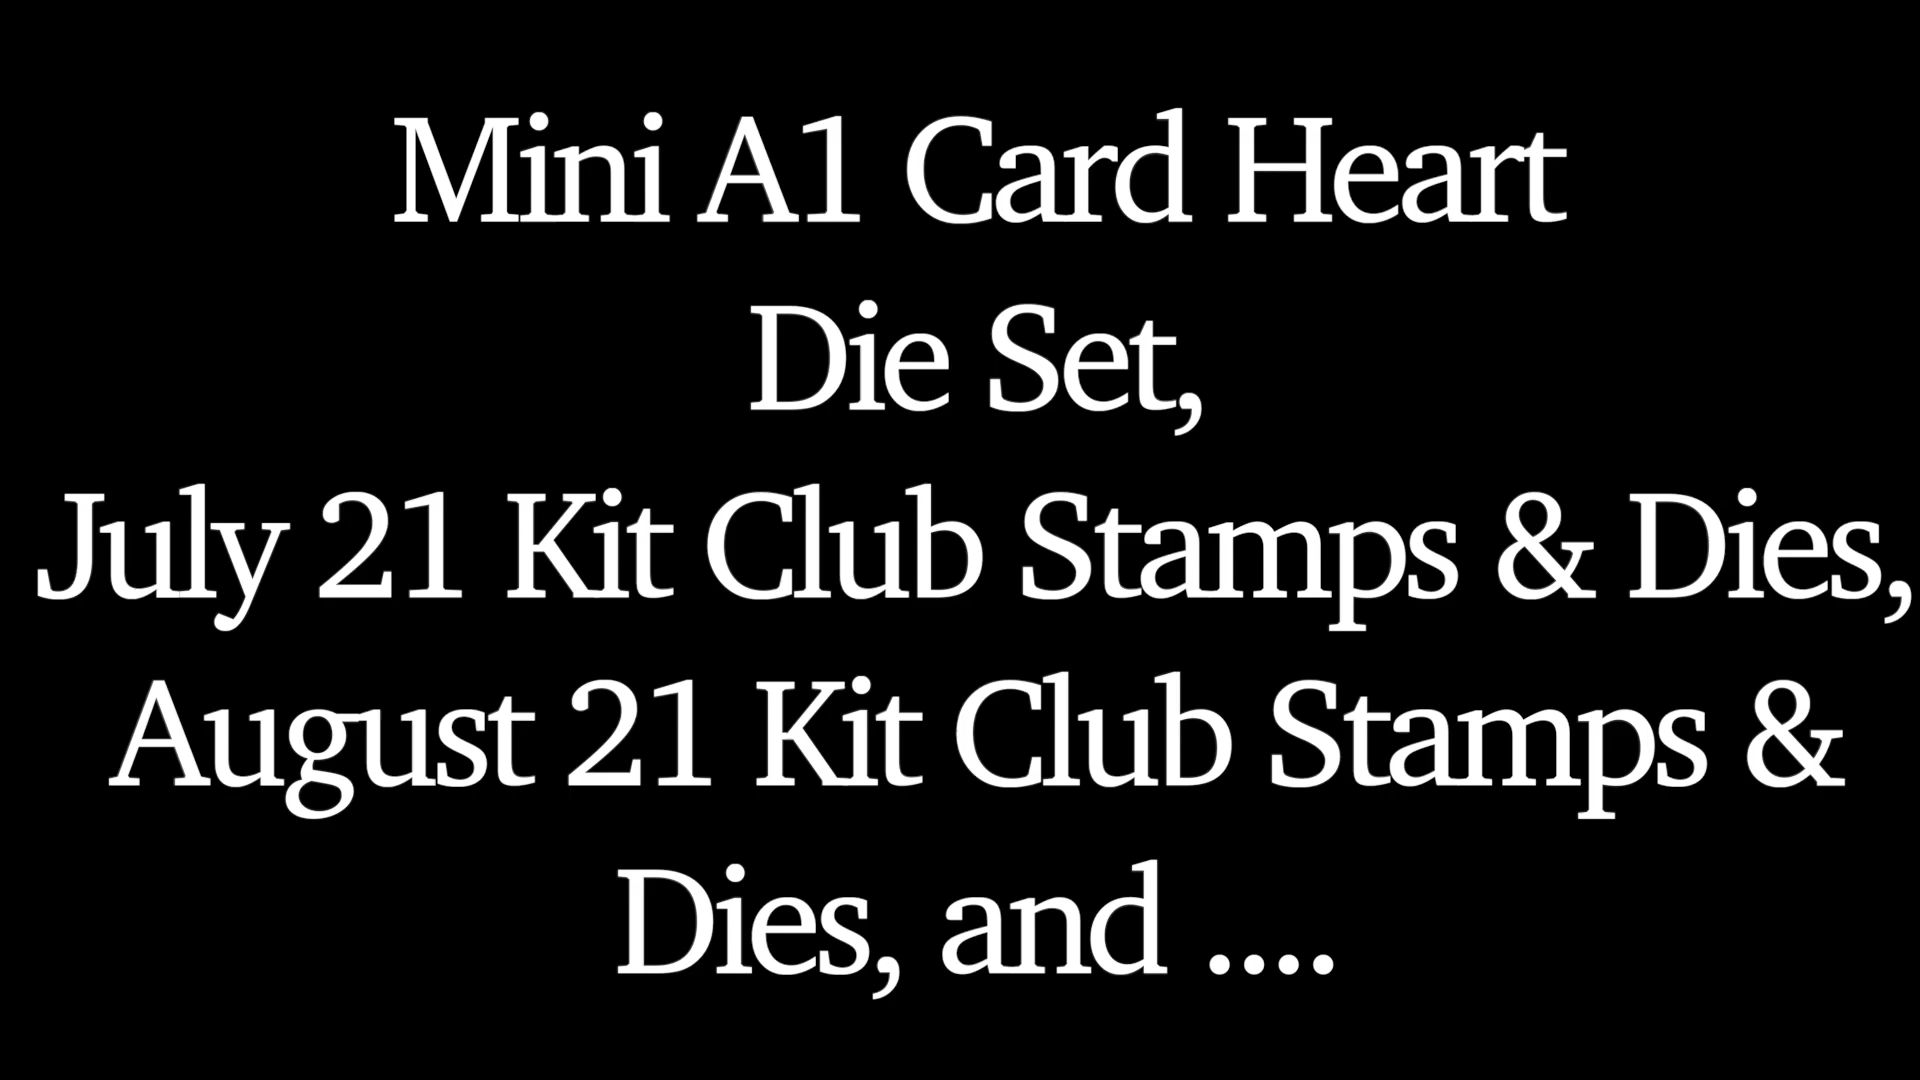 Mini A1 Card Heart
Die Set,
July 21 Kit Club Stamps & Dies,
August 21 Kit Club Stamps &
Dies, and ....